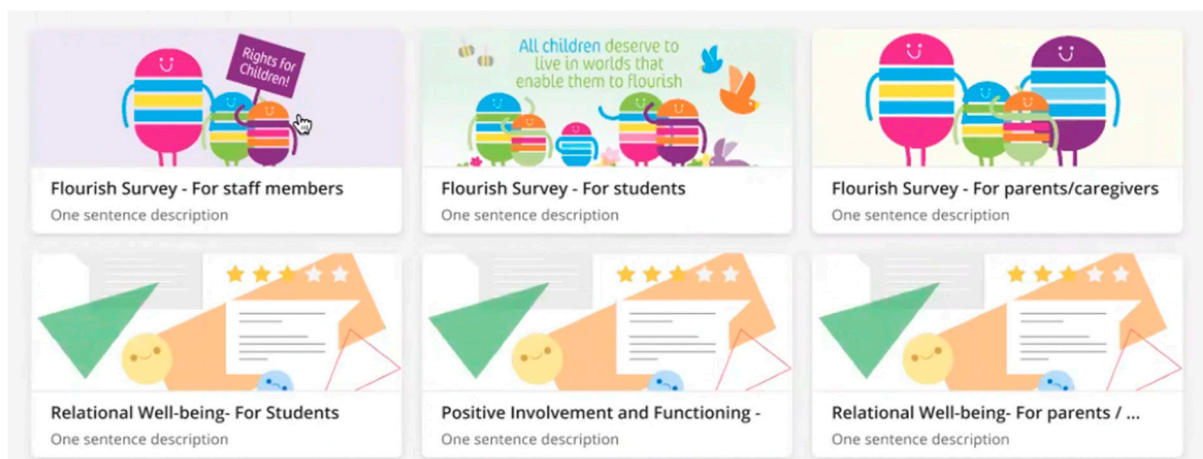 Rights for
Children!
All children deserve to
live in worlds that
enable them to flourish
Flourish Survey - For staff members
One sentence description
Flourish Survey - For students
One sentence description
Flourish Survey - For parents/caregivers
One sentence description
Relational Well-being- For Students
One sentence description
Positive Involvement and Functioning -
One sentence description
Relational Well-being- For parents / ...
One sentence description